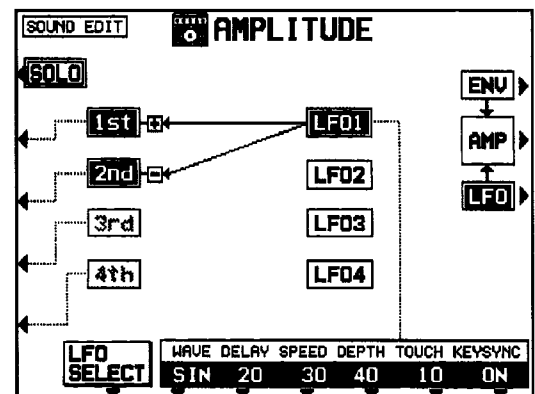 SOUND EDIT
AMPLITUDE
SOLO
ENV
1st + LFO1
AMP
2nd - LFO2
LFO
3rd LFO3
4th LFO4
LFO SELECT
WAVE DELAY SPEED DEPTH TOUCH KEYSYNC
SIN 20 30 40 10 ON